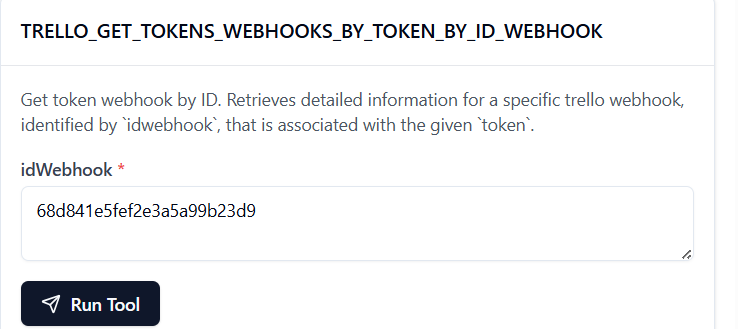 TRELLO_GET_TOKENS_WEBHOOKS_BY_TOKEN_BY_ID_WEBHOOK
Get token webhook by ID. Retrieves detailed information for a specific trello webhook,
identified by `idwebhook`, that is associated with the given `token`.
idWebhook *
68d841e5fef2e3a5a99b23d9
Run Tool